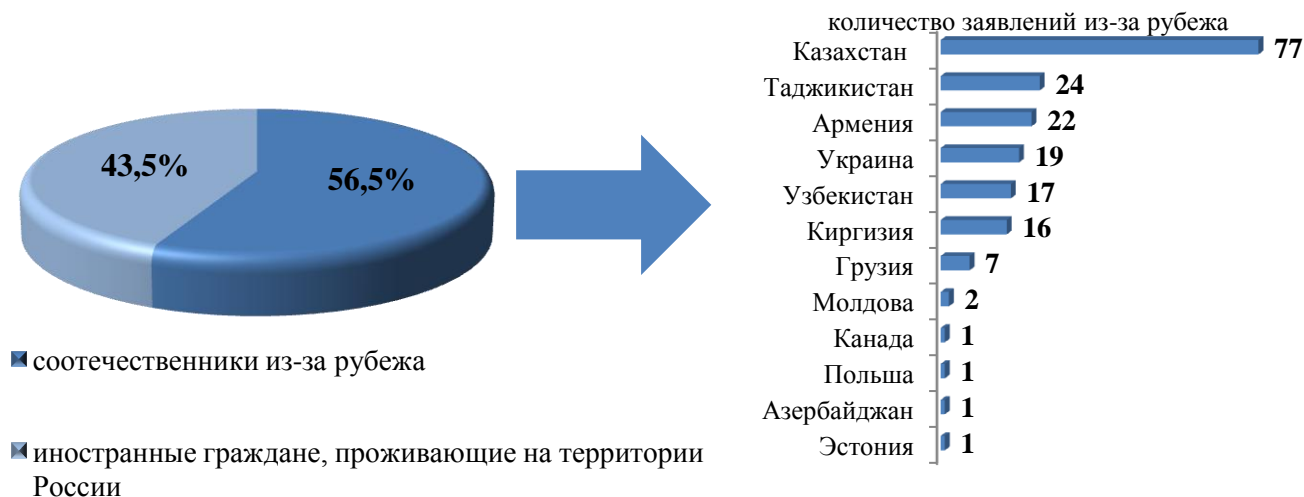 43,5%
56,5%
соотечественники из-за рубежа
иностранные граждане, проживающие на территории
России
количество заявлений из-за рубежа
Казахстан 77
Таджикистан 24
Армения 22
Украина 19
Узбекистан 17
Киргизия 16
Грузия 7
Молдова 2
Канада 1
Польша 1
Азербайджан 1
Эстония 1